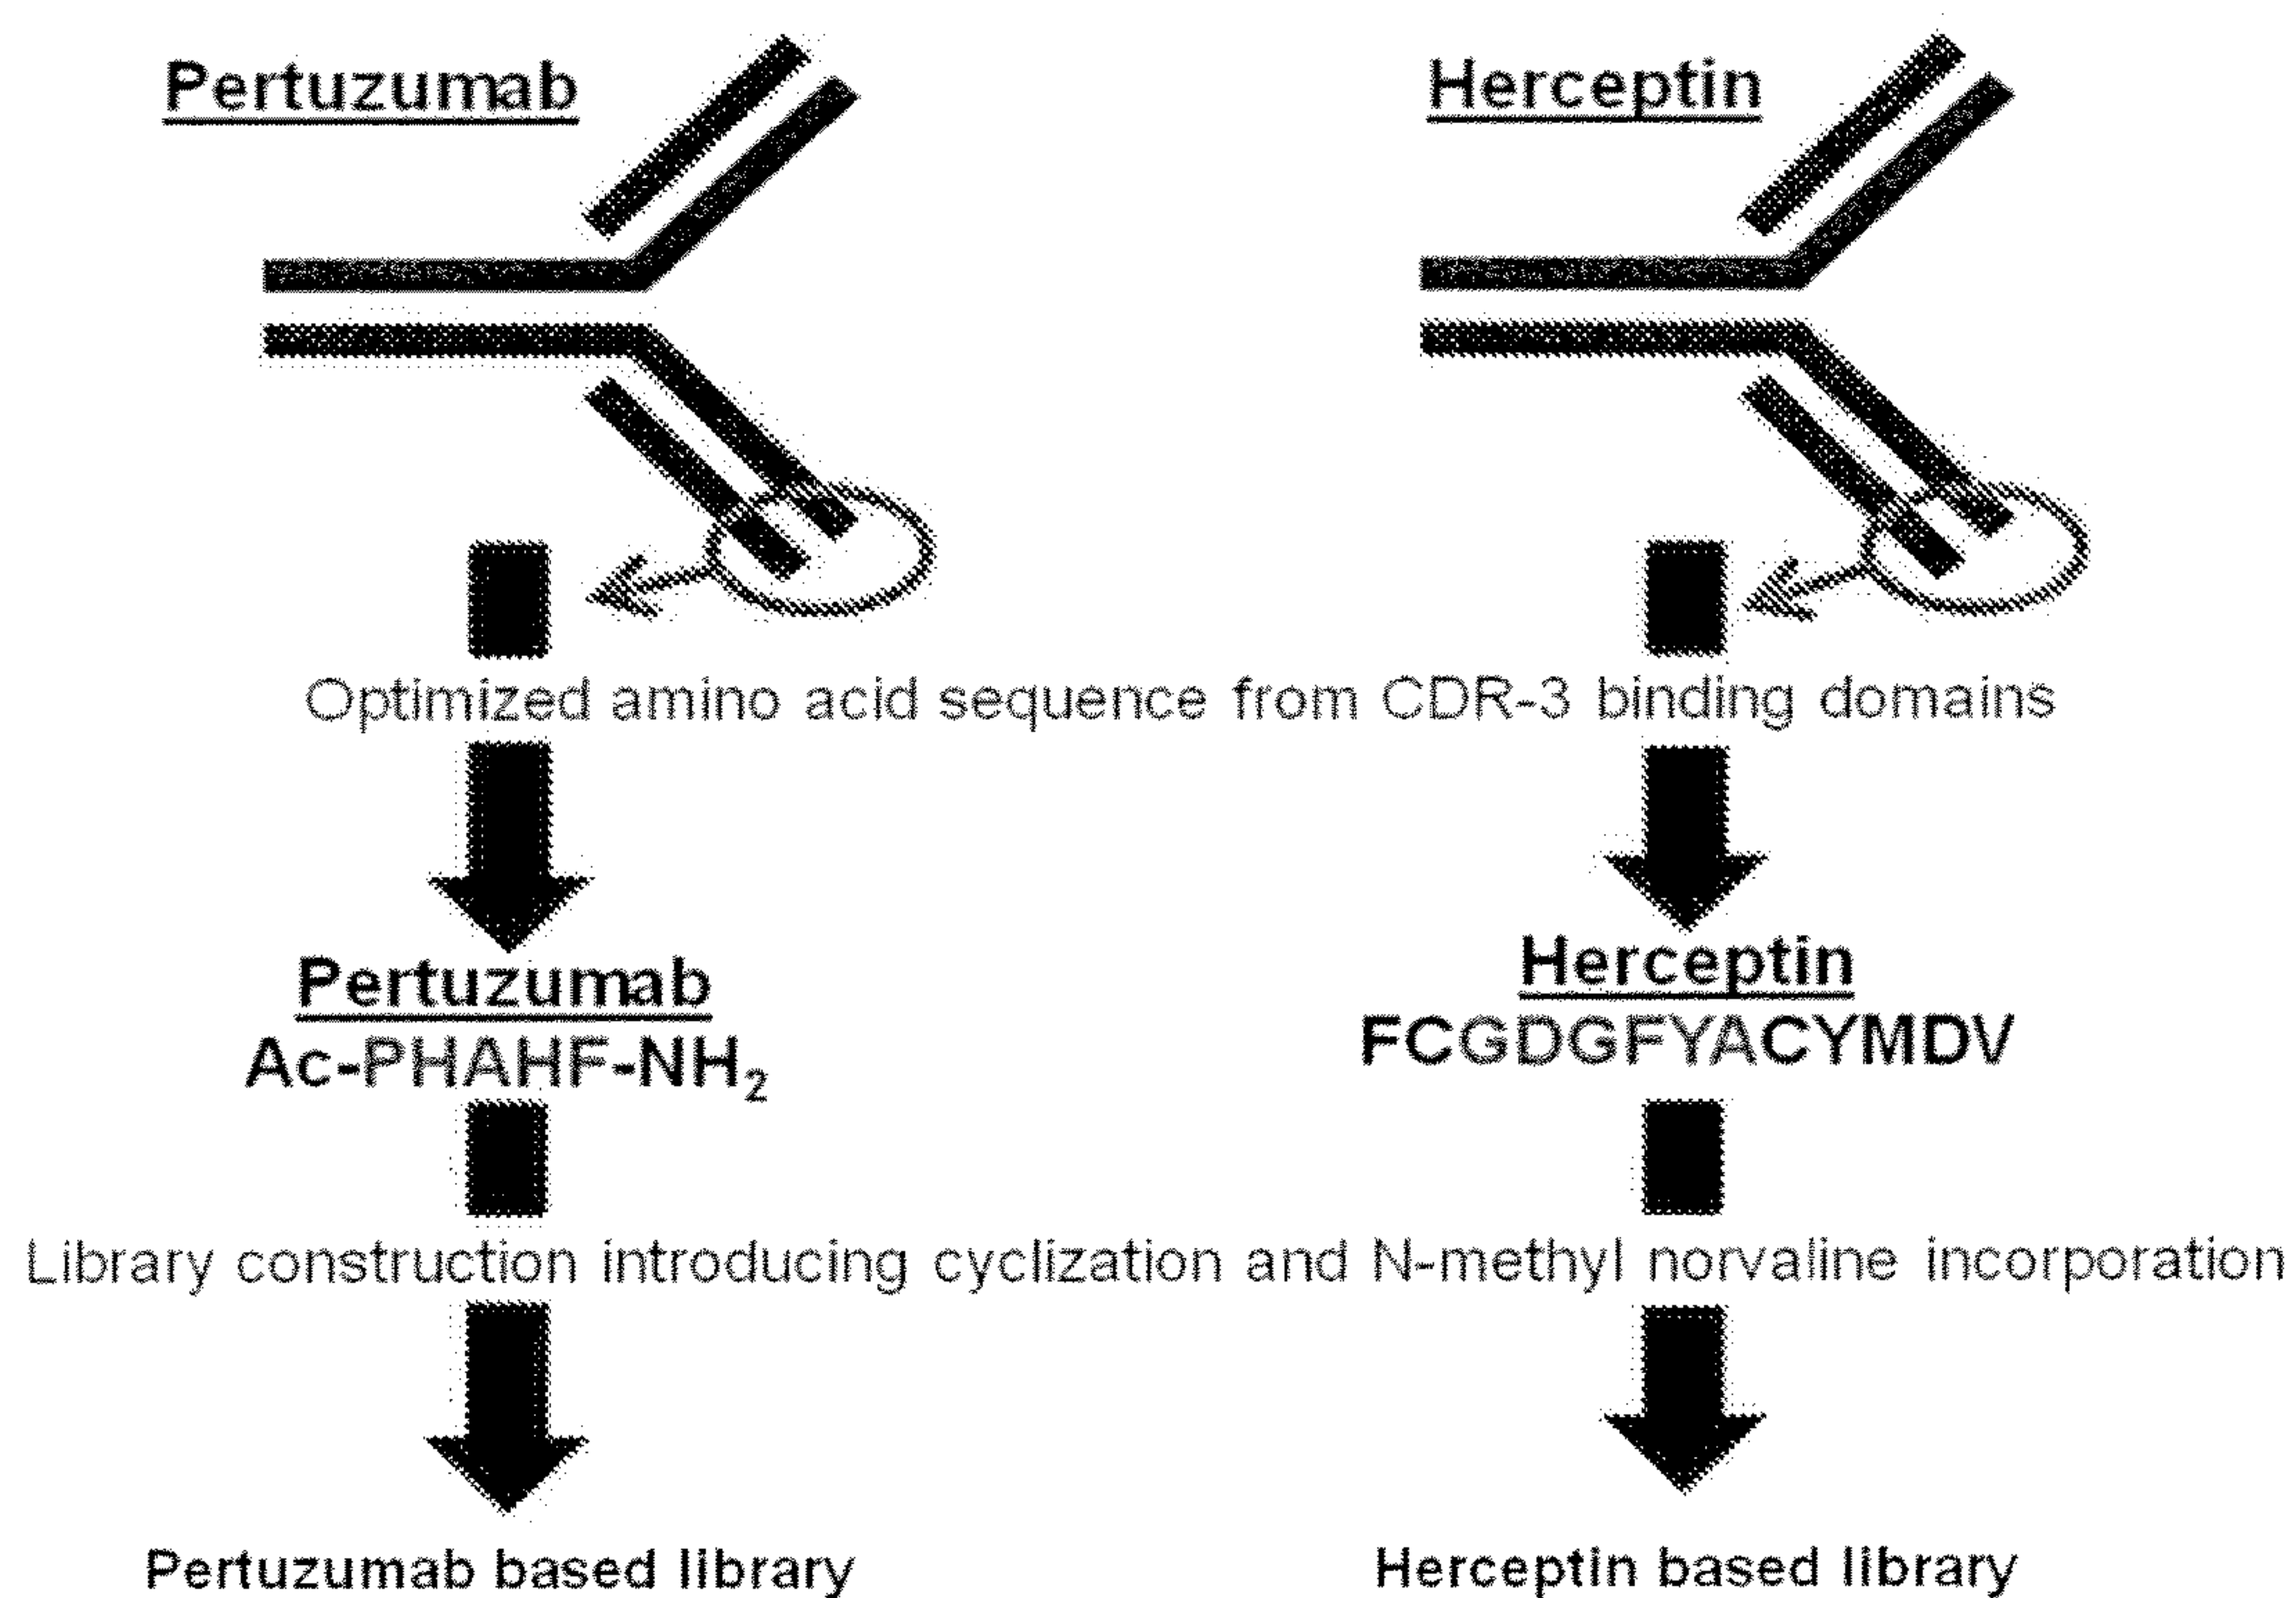 Pertuzumab
Herceptin
Optimized amino acid sequence from CDR-3 binding domains
Pertuzumab
Ac-PHAHF-NH₂
Herceptin
FCGDGFYACYMDV
Library construction introducing cyclization and N-methyl norvaline incorporation
Pertuzumab based library
Herceptin based library